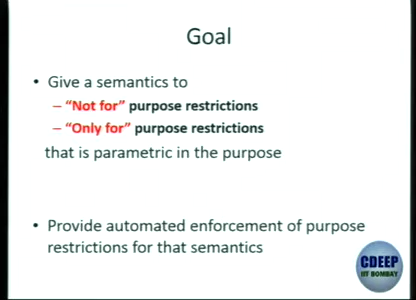 Goal
• Give a semantics to
– “Not for” purpose restrictions
– “Only for” purpose restrictions
that is parametric in the purpose
• Provide automated enforcement of purpose
restrictions for that semantics
CDEEP
IIT BOMBAY